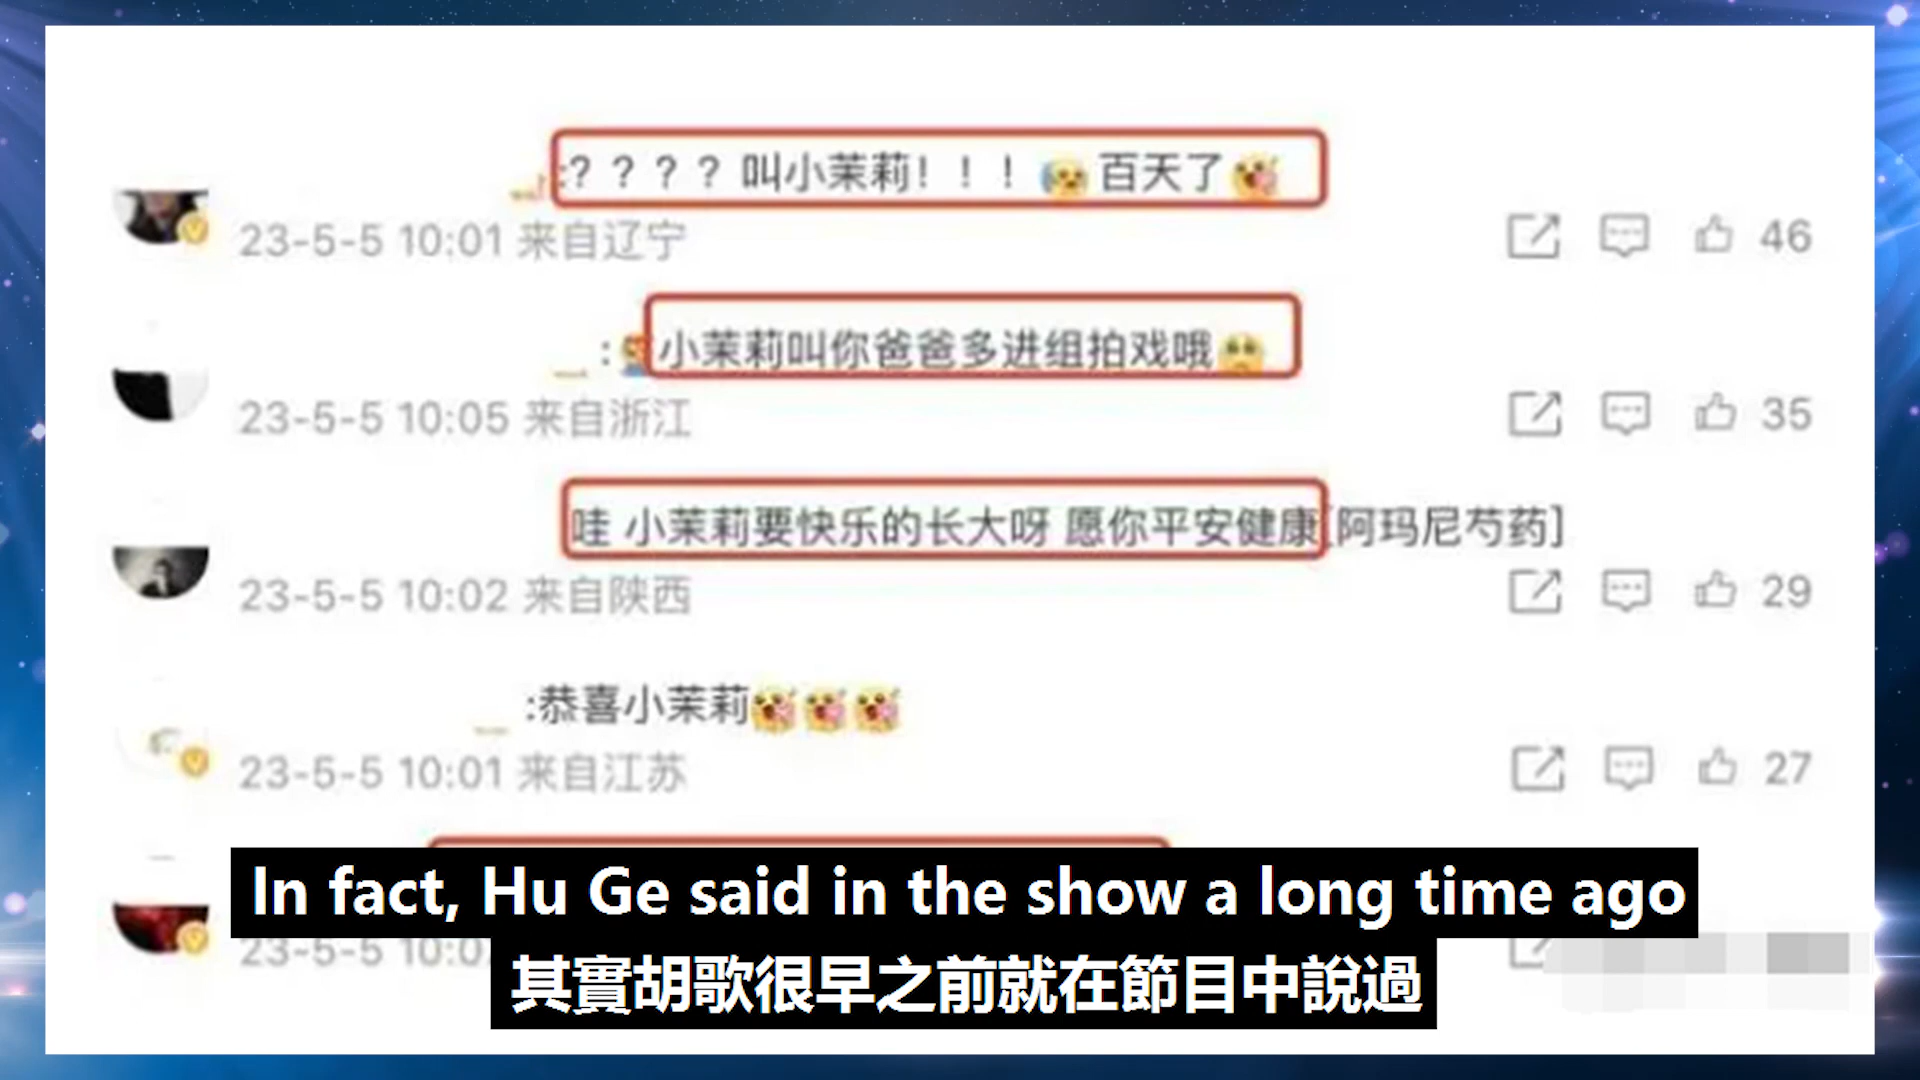 :？？？？叫小茉莉！！！ 百天了
23-5-5 10:01 来自辽宁 46
: 小茉莉叫你爸爸多进组拍戏哦
23-5-5 10:05 来自浙江 35
哇 小茉莉要快乐的长大呀 愿你平安健康[阿玛尼芍药]
23-5-5 10:02 来自陕西 29
:恭喜小茉莉
23-5-5 10:01 来自江苏 27
In fact, Hu Ge said in the show a long time ago
23-5-5
其實胡歌很早之前就在節目中說過